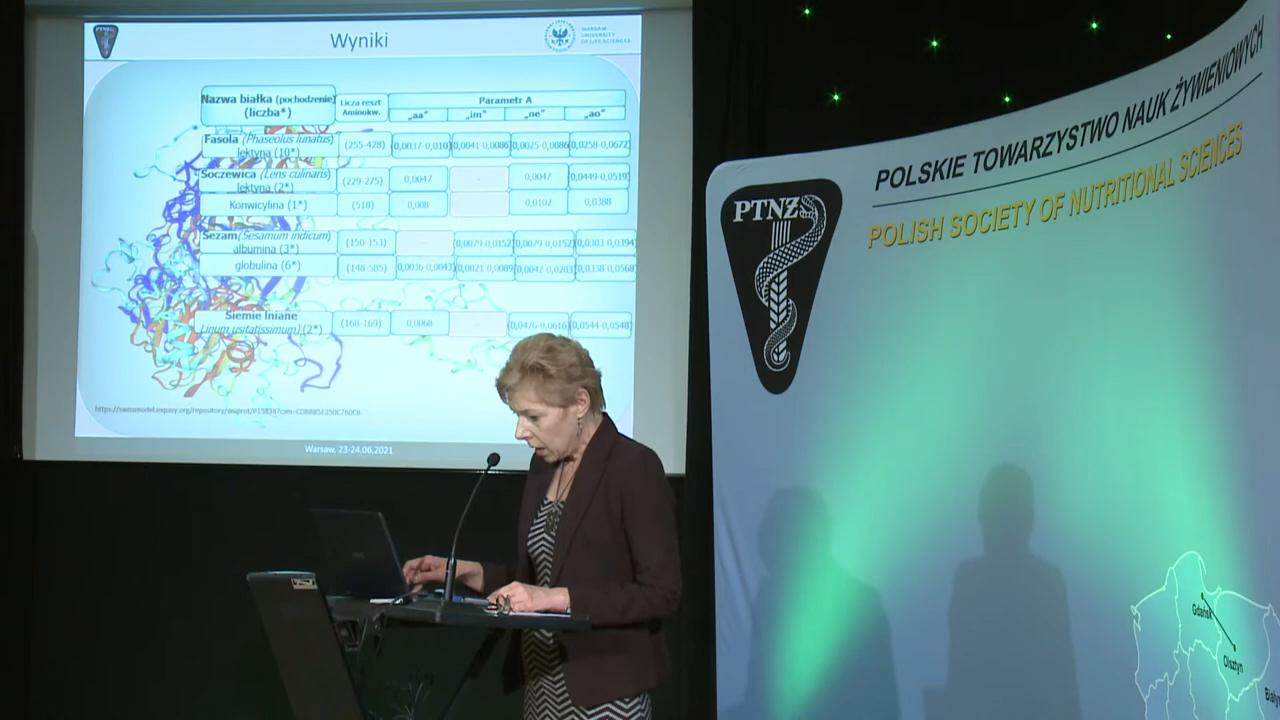 Wyniki
WARSAW
UNIVERSITY
OF LIFE SCIENCES
Nazwa białka (pochodzenie)
(liczba*)
Licza reszt
Aminokw.
Parametr A
„aa” „im” „ne” „ao”
Fasola (Phaseolus lunatus)
lektyna (10*)
(255-428) 0,0037-0,010 0,0041-0,0086 0,0025-0,0086 0,0258-0,0672
Soczewica (Lens culinaris)
lektyna (2*)
(229-275) 0,0047 0,0047 0,0449-0,0519
Konwicylina (1*) (518) 0,008 0,0102 0,0388
Sezam(Sesamum indicum)
albumina (3*)
(150-153) 0,0079-0,0152 0,0079-0,0152 0,0303-0,0394
globulina (6*) (148-585) 0,0036-0,0043 0,0021-0,0089 0,0042-0,0203 0,0338-0,0568
Siemie lniane
Linum usitatissimum) (2*)
(168-169) 0,0068 (0,0476-0,0616) 0,0544-0,0548
Warsaw, 23-24.06.2021
PTNŻ
POLSKIE TOWARZYSTWO NAUK ŻYWIENIOWYCH
POLISH SOCIETY OF NUTRITIONAL SCIENCES
Gdańsk
Olsztyn